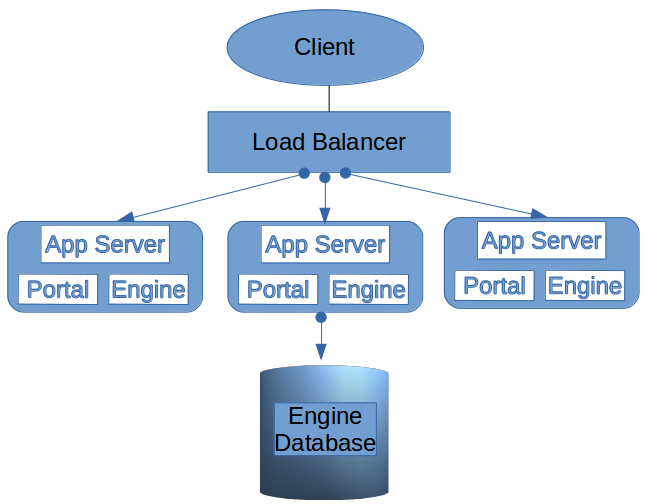 Client
Load Balancer
App Server
Portal
Engine
App Server
Portal
Engine
App Server
Portal
Engine
Engine
Database